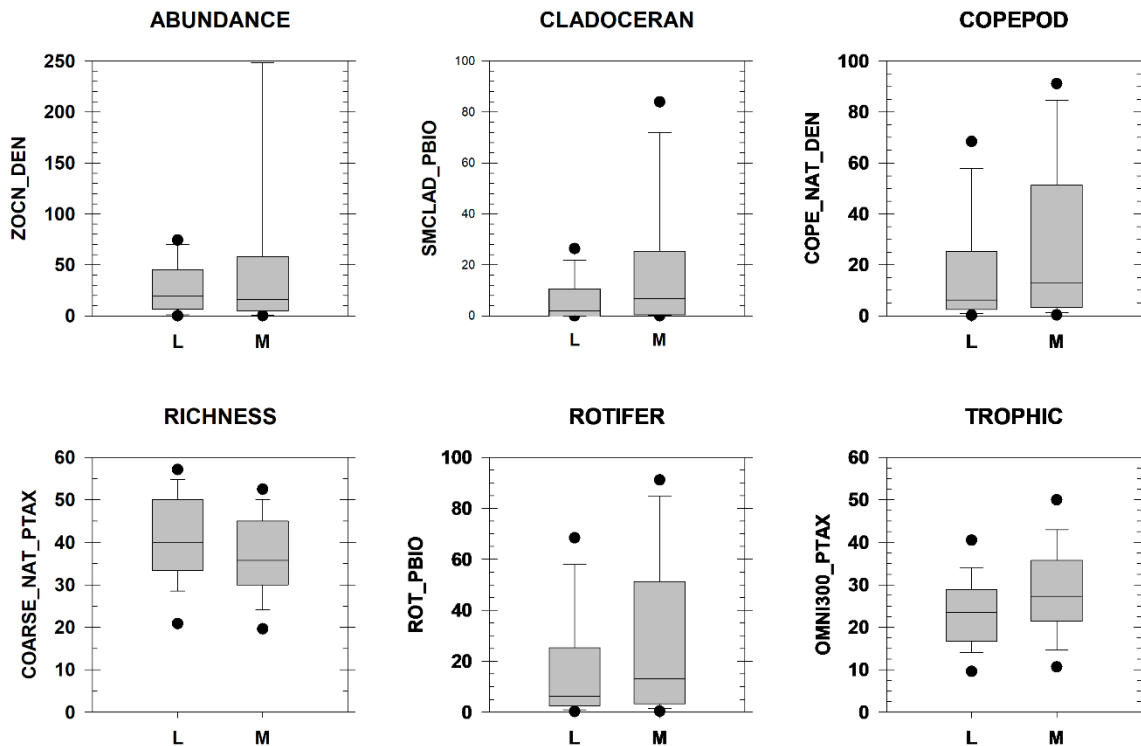 ABUNDANCE
ZOCN_DEN
250
200
150
100
50
0
L M
CLADOCERAN
SMCLAD_PBIO
100
80
60
40
20
0
L M
COPEPOD
COPE_NAT_DEN
100
80
60
40
20
0
L M
RICHNESS
COARSE_NAT_PTAX
60
50
40
30
20
10
0
L M
ROTIFER
ROT_PBIO
100
80
60
40
20
0
L M
TROPHIC
OMNI300_PTAX
60
50
40
30
20
10
0
L M